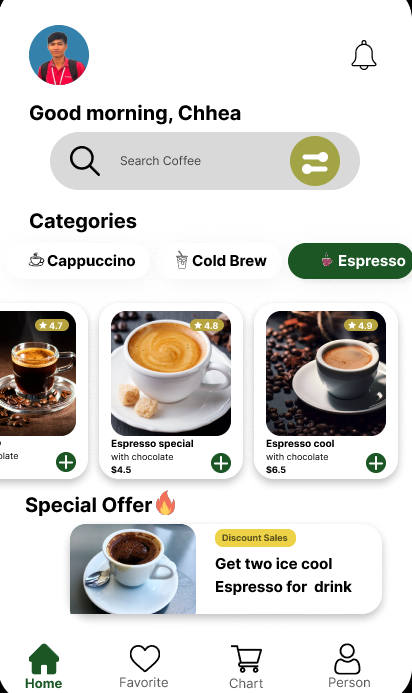 Good morning, Chhea
Search Coffee
Categories
Cappuccino
Cold Brew
Espresso
4.7
4.8
4.9
Espresso special
with chocolate
$4.5
Espresso cool
with chocolate
$6.5
Special Offer🔥
Discount Sales
Get two ice cool
Espresso for drink
Home
Favorite
Chart
Person